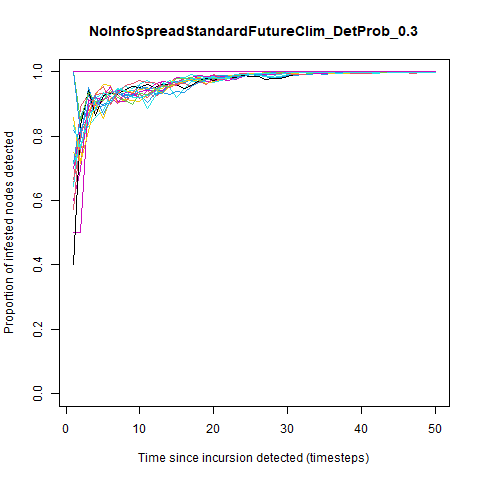 NoInfoSpreadStandardFutureClim_DetProb_0.3
Proportion of infested nodes detected
1.0
0.8
0.6
0.4
0.2
0.0
0 10 20 30 40 50
Time since incursion detected (timesteps)